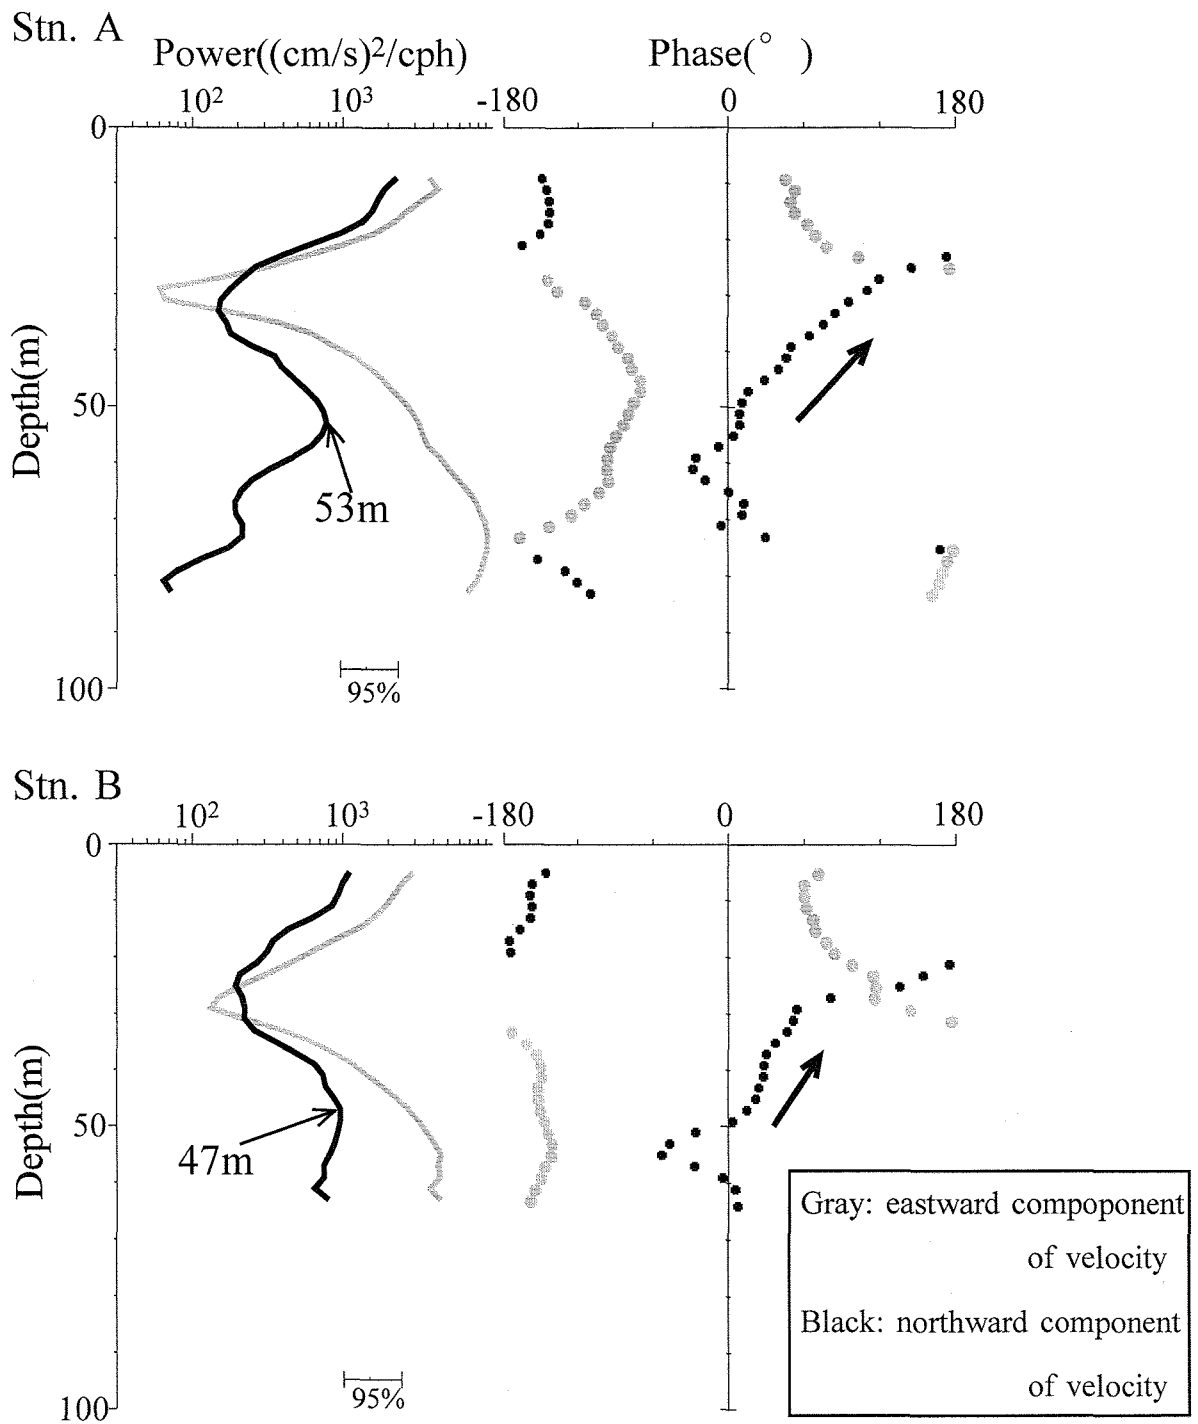 Stn. A
Power((cm/s)²/cph) Phase(° )
10² 10³ -180 0 180
0
50
100
Depth(m)
53m
95%
Stn. B
10² 10³ -180 0 180
0
50
100
Depth(m)
47m
95%
Gray: eastward compoponent
of velocity
Black: northward component
of velocity